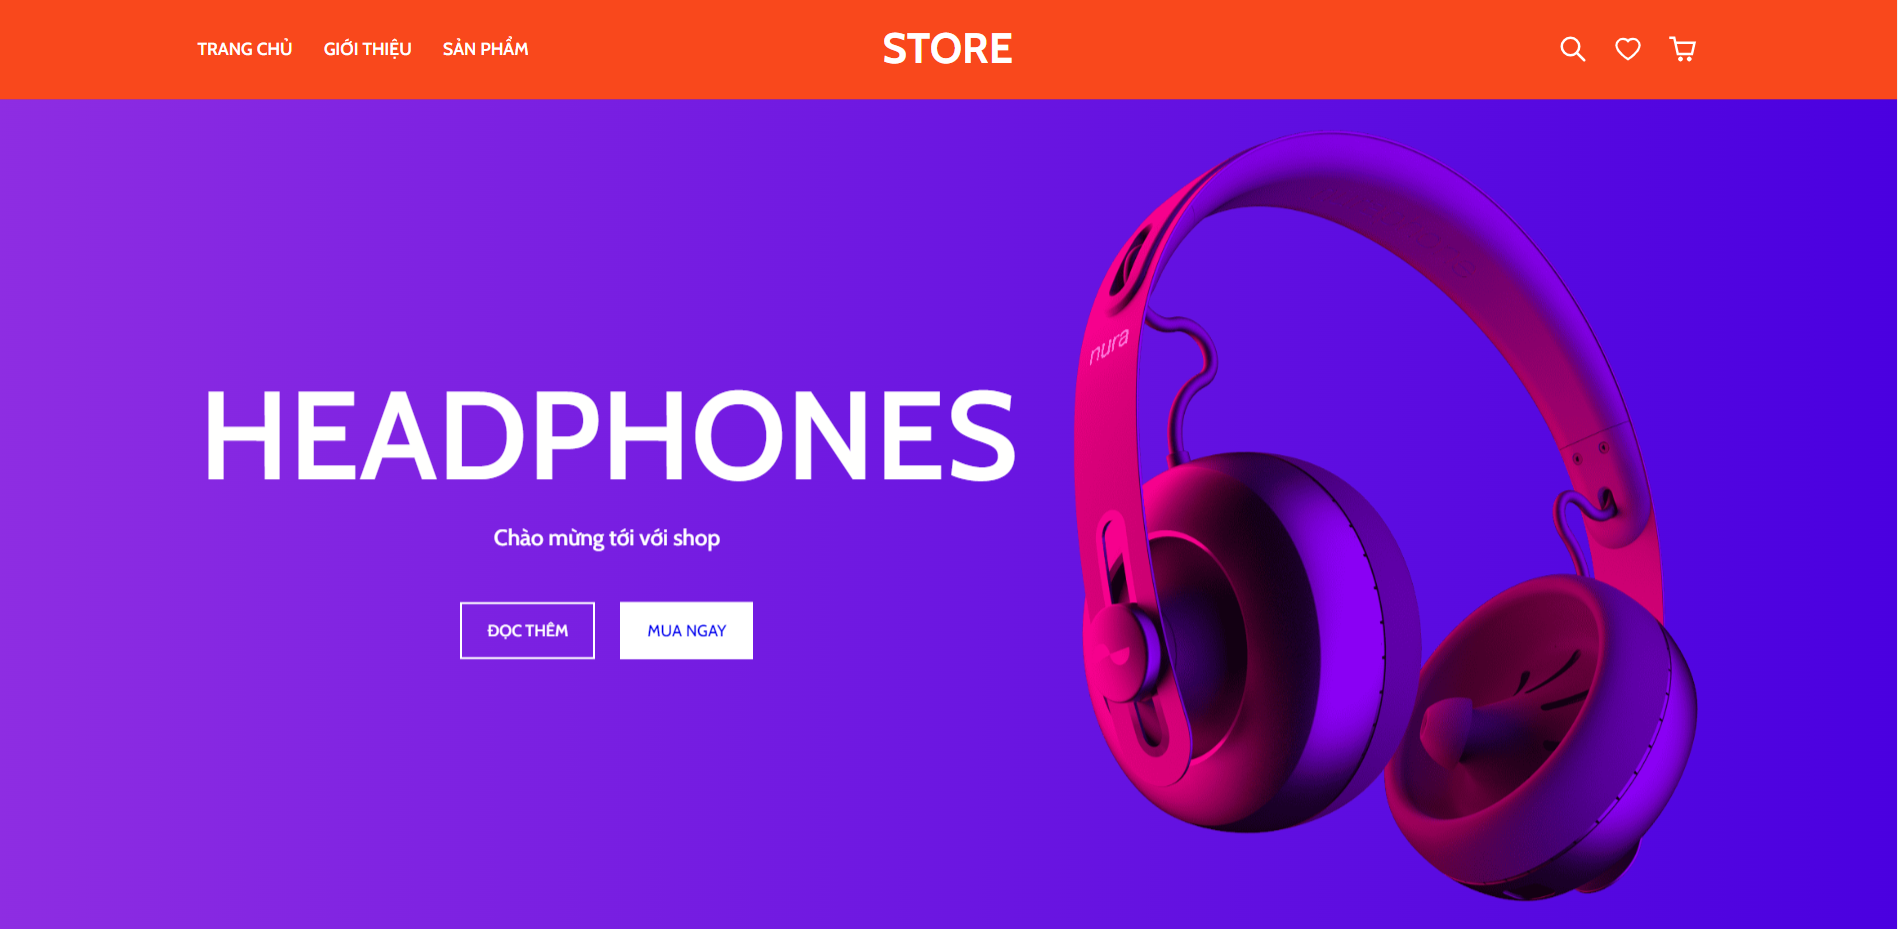 TRANG CHỦ GIỚI THIỆU SẢN PHẨM STORE
HEADPHONES
nura
Chào mừng tới với shop
ĐỌC THÊM MUA NGAY